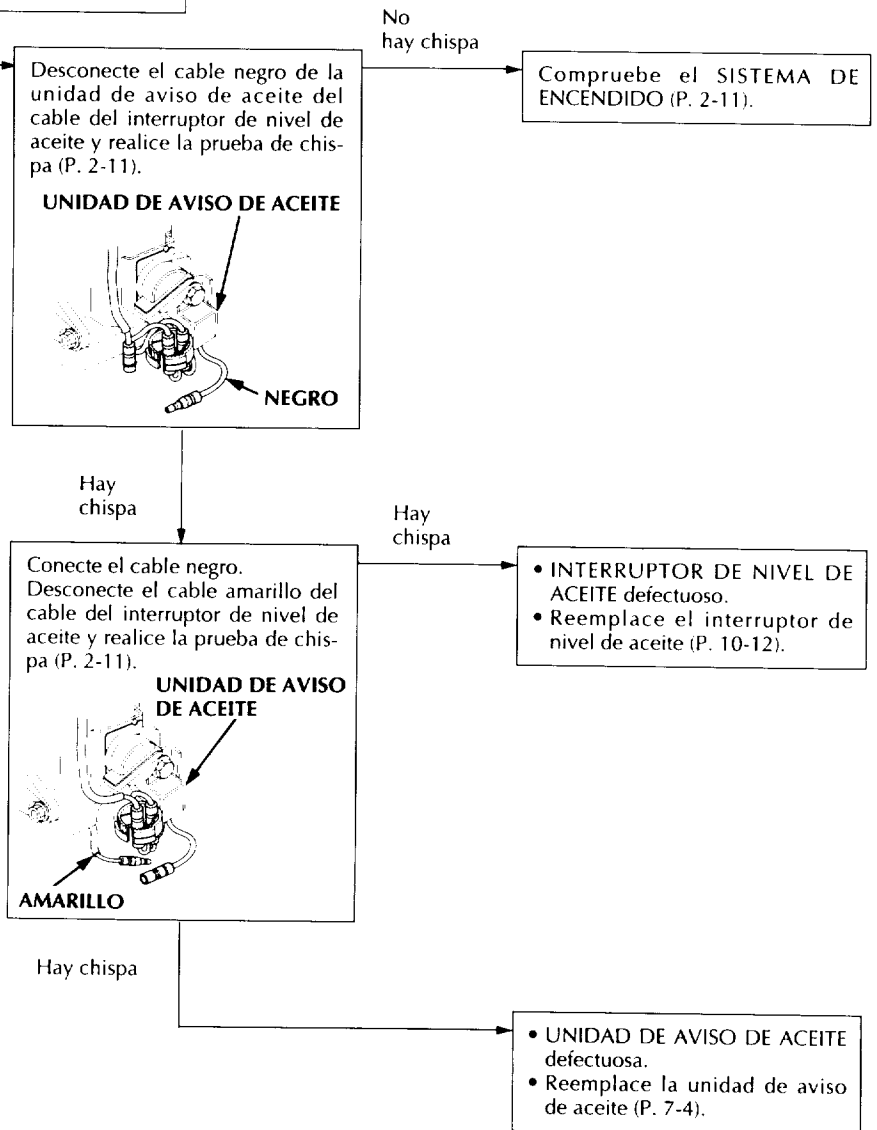 No
hay chispa
Desconecte el cable negro de la
unidad de aviso de aceite del
cable del interruptor de nivel de
aceite y realice la prueba de chis-
pa (P. 2-11).
UNIDAD DE AVISO DE ACEITE
NEGRO
Compruebe el SISTEMA DE
ENCENDIDO (P. 2-11).
Hay
chispa
Hay
chispa
Conecte el cable negro.
Desconecte el cable amarillo del
cable del interruptor de nivel de
aceite y realice la prueba de chis-
pa (P. 2-11).
UNIDAD DE AVISO
DE ACEITE
AMARILLO
• INTERRUPTOR DE NIVEL DE
ACEITE defectuoso.
• Reemplace el interruptor de
nivel de aceite (P. 10-12).
Hay chispa
• UNIDAD DE AVISO DE ACEITE
defectuosa.
• Reemplace la unidad de aviso
de aceite (P. 7-4).